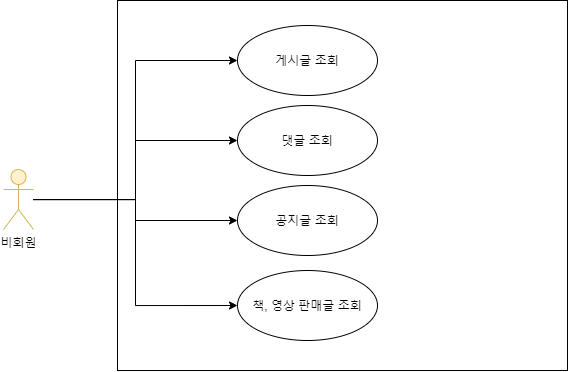 게시글 조회
댓글 조회
비회원
공지글 조회
책, 영상 판매글 조회